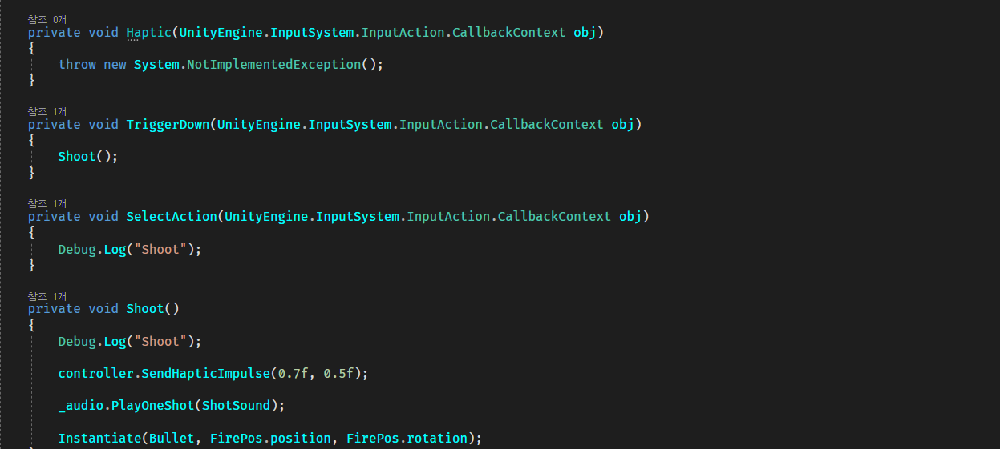 참조 0개
private void Haptic(UnityEngine.InputSystem.InputAction.CallbackContext obj)
{
throw new System.NotImplementedException();
}
참조 1개
private void TriggerDown(UnityEngine.InputSystem.InputAction.CallbackContext obj)
{
Shoot();
}
참조 1개
private void SelectAction(UnityEngine.InputSystem.InputAction.CallbackContext obj)
{
Debug.Log("Shoot");
}
참조 1개
private void Shoot()
{
Debug.Log("Shoot");
controller.SendHapticImpulse(0.7f, 0.5f);
_audio.PlayOneShot(ShotSound);
Instantiate(Bullet, FirePos.position, FirePos.rotation);